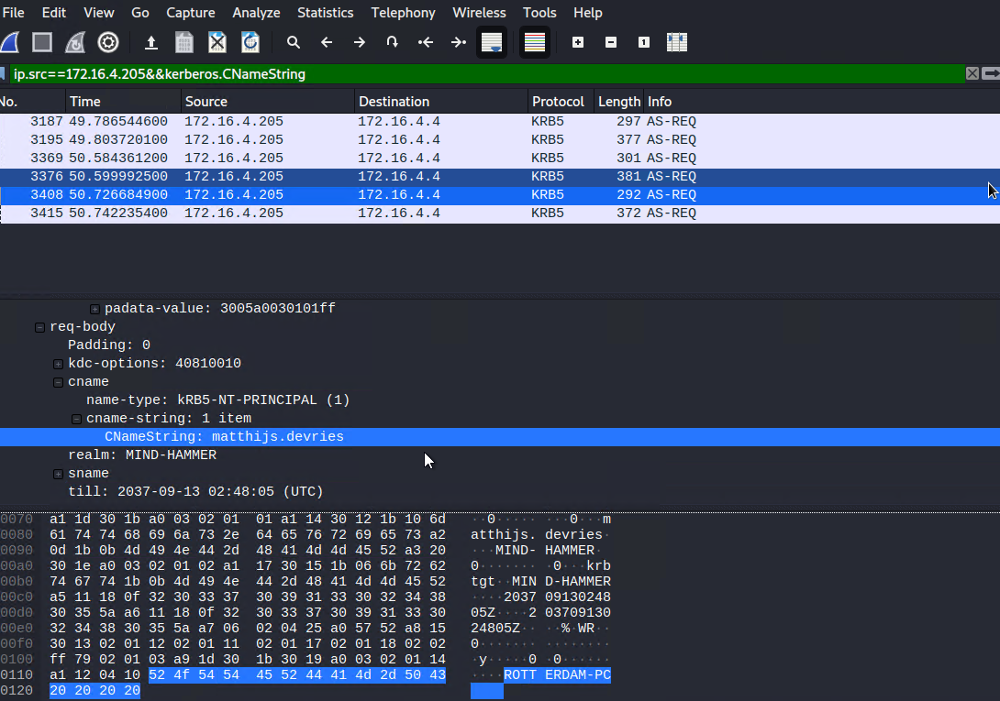 File Edit View Go Capture Analyze Statistics Telephony Wireless Tools Help
ip.src==172.16.4.205&&kerberos.CNameString
No. Time Source Destination Protocol Length Info
3187 49.786544600 172.16.4.205 172.16.4.4 KRB5 297 AS-REQ
3195 49.803720100 172.16.4.205 172.16.4.4 KRB5 377 AS-REQ
3369 50.584361200 172.16.4.205 172.16.4.4 KRB5 301 AS-REQ
3376 50.599992500 172.16.4.205 172.16.4.4 KRB5 381 AS-REQ
3408 50.726684900 172.16.4.205 172.16.4.4 KRB5 292 AS-REQ
3415 50.742235400 172.16.4.205 172.16.4.4 KRB5 372 AS-REQ
padata-value: 3005a0030101ff
req-body
Padding: 0
kdc-options: 40810010
cname
name-type: kRB5-NT-PRINCIPAL (1)
cname-string: 1 item
CNameString: matthijs.devries
realm: MIND-HAMMER
sname
till: 2037-09-13 02:48:05 (UTC)
0070 a1 1d 30 1b a0 03 02 01 01 a1 14 30 12 1b 10 6d ··0····· ···0···m
0080 61 74 74 68 69 6a 73 2e 64 65 76 72 69 65 73 a2 atthijs. devries·
0090 0d 1b 0b 4d 49 4e 44 2d 48 41 4d 4d 45 52 a3 20 ···MIND- HAMMER·
00a0 30 1e a0 03 02 01 02 a1 17 30 15 1b 06 6b 72 62 0······· ·0···krb
00b0 74 67 74 1b 0b 4d 49 4e 44 2d 48 41 4d 4d 45 52 tgt··MIN D-HAMMER
00c0 a5 11 18 0f 32 30 33 37 30 39 31 33 30 32 34 38 ····2037 09130248
00d0 30 35 5a a6 11 18 0f 32 30 33 37 30 39 31 33 30 05Z····2 03709130
00e0 32 34 38 30 35 5a a7 06 02 04 25 a0 57 52 a8 15 24805Z·· ··%·WR··
00f0 30 13 02 01 12 02 01 11 02 01 17 02 01 18 02 02 0······· ········
0100 ff 79 02 01 03 a9 1d 30 1b 30 19 a0 03 02 01 14 ·y·····0 ·0······
0110 a1 12 04 10 52 4f 54 54 45 52 44 41 4d 2d 50 43 ····ROTT ERDAM-PC
0120 20 20 20 20